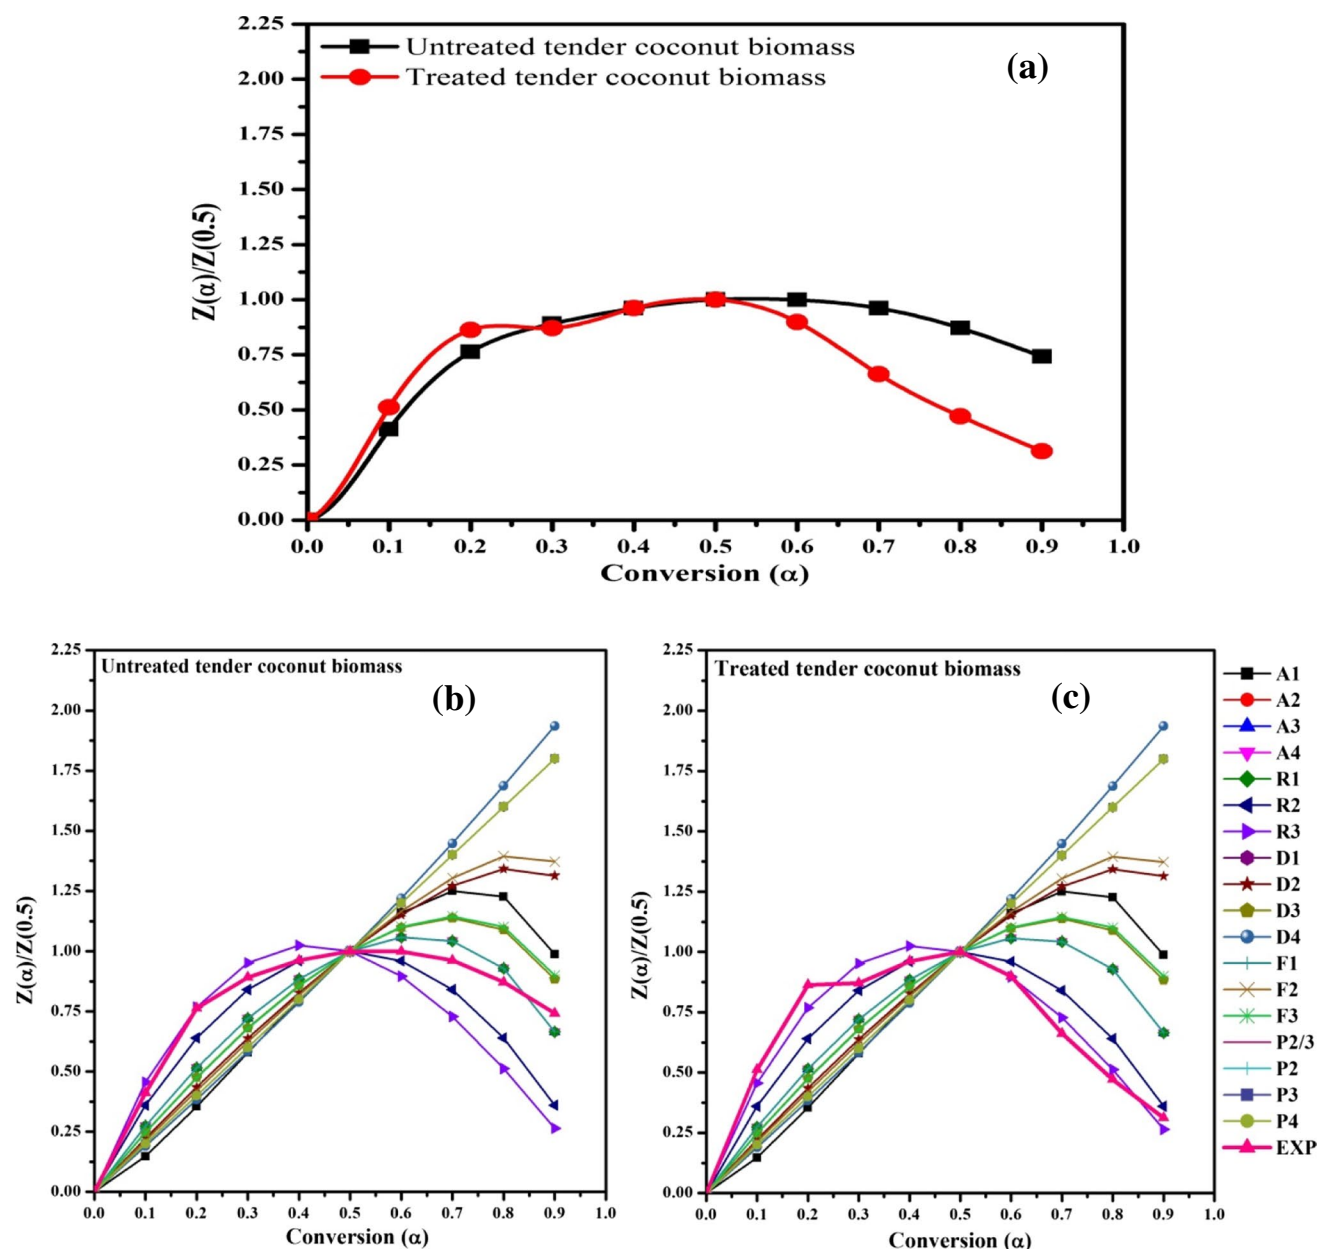 2.25
2.00
1.75
1.50
1.25
1.00
0.75
0.50
0.25
0.00
Z(α)/Z(0.5)
Untreated tender coconut biomass
Treated tender coconut biomass
(a)
0.0 0.1 0.2 0.3 0.4 0.5 0.6 0.7 0.8 0.9 1.0
Conversion (α)
2.25
2.00
1.75
1.50
1.25
1.00
0.75
0.50
0.25
0.00
Z(α)/Z(0.5)
Untreated tender coconut biomass
(b)
0.0 0.1 0.2 0.3 0.4 0.5 0.6 0.7 0.8 0.9 1.0
Conversion (α)
2.25
2.00
1.75
1.50
1.25
1.00
0.75
0.50
0.25
0.00
Z(α)/Z(0.5)
Treated tender coconut biomass
(c)
0.0 0.1 0.2 0.3 0.4 0.5 0.6 0.7 0.8 0.9 1.0
Conversion (α)
A1
A2
A3
A4
R1
R2
R3
D1
D2
D3
D4
F1
F2
F3
P2/3
P2
P3
P4
EXP